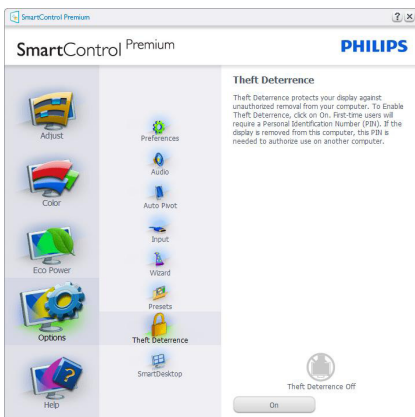 SmartControl Premium
SmartControl Premium
PHILIPS
Adjust
Color
Eco Power
Options
Help
Preferences
Audio
Auto Pivot
Input
Wizard
Presets
Theft Deterrence
SmartDesktop
Theft Deterrence
Theft Deterrence protects your display against
unauthorized removal from your computer. To Enable
Theft Deterrence, click on On. First-time users will
require a Personal Identification Number (PIN). If the
display is removed from this computer, this PIN is
needed to authorize use on another computer.
Theft Deterrence Off
On